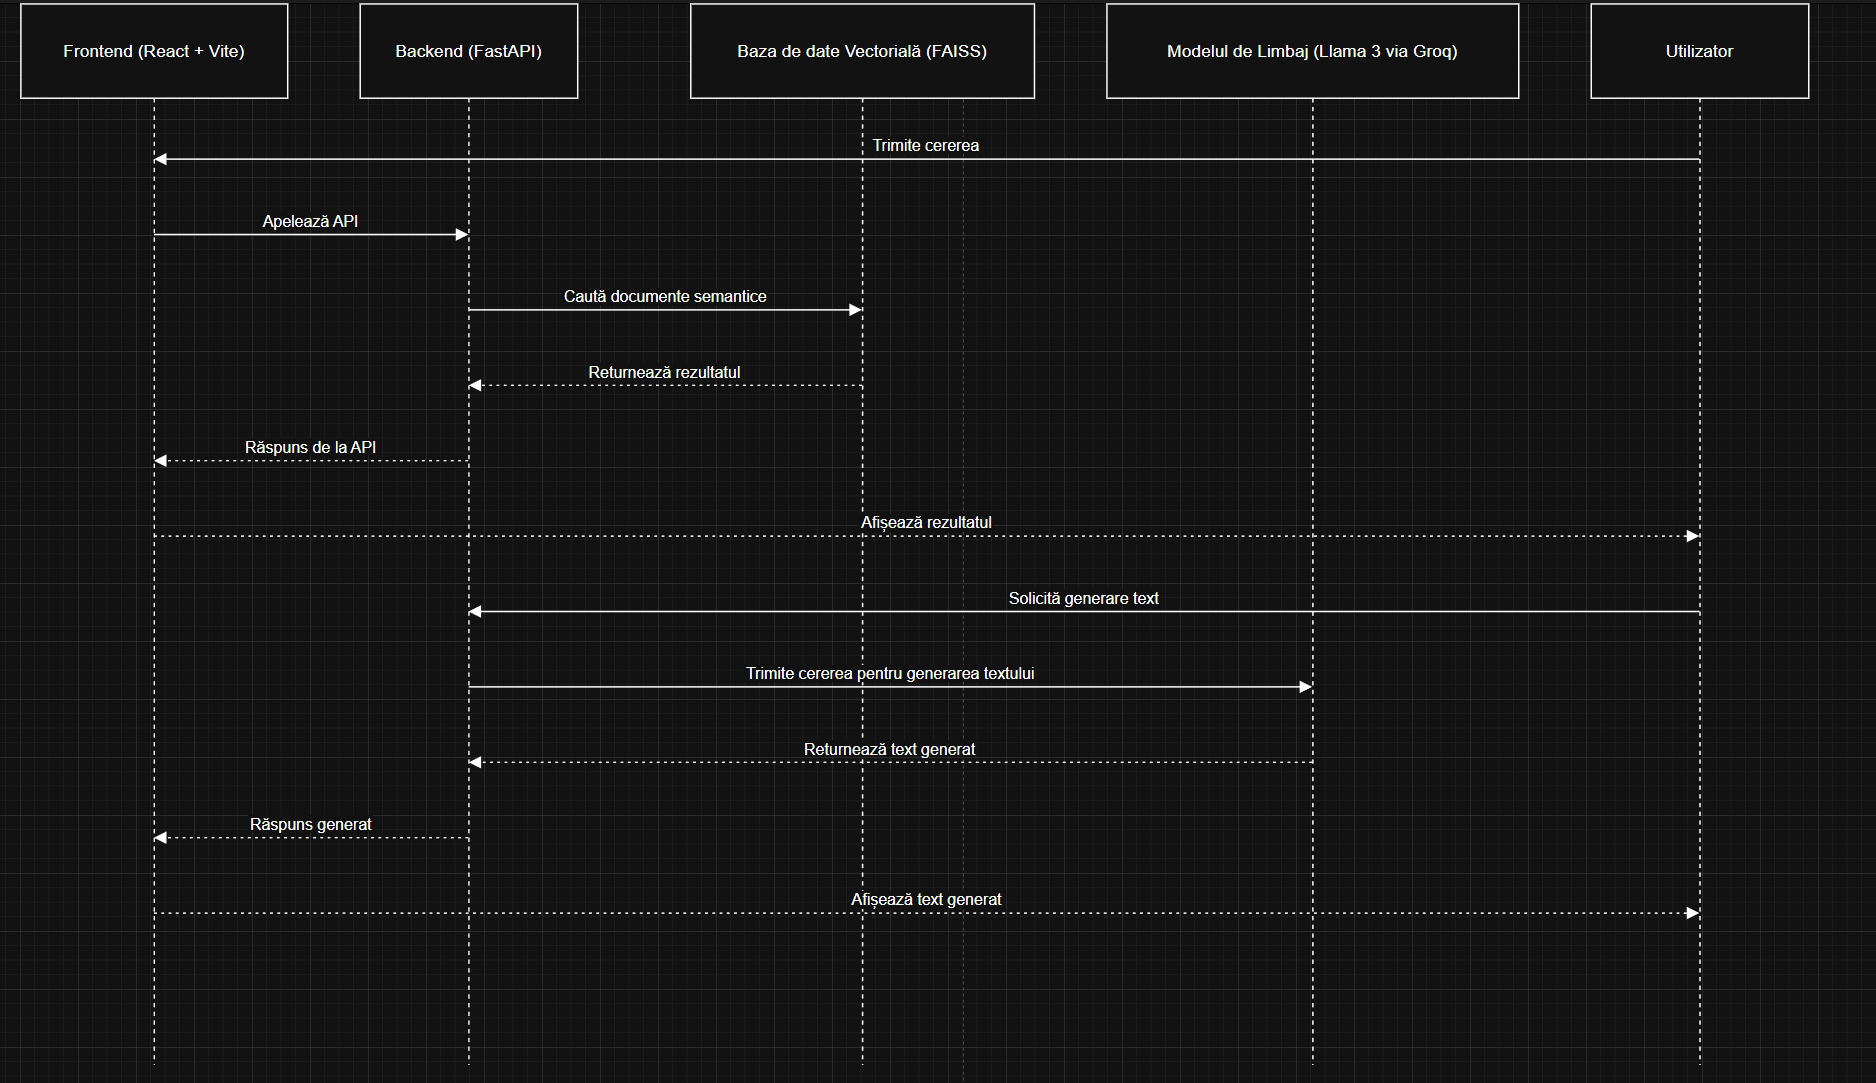 Frontend (React + Vite)
Backend (FastAPI)
Baza de date Vectorială (FAISS)
Modelul de Limbaj (Llama 3 via Groq)
Utilizator
Trimite cererea
Apelează API
Caută documente semantice
Returnează rezultatul
Răspuns de la API
Afișează rezultatul
Solicită generare text
Trimite cererea pentru generarea textului
Returnează text generat
Răspuns generat
Afișează text generat